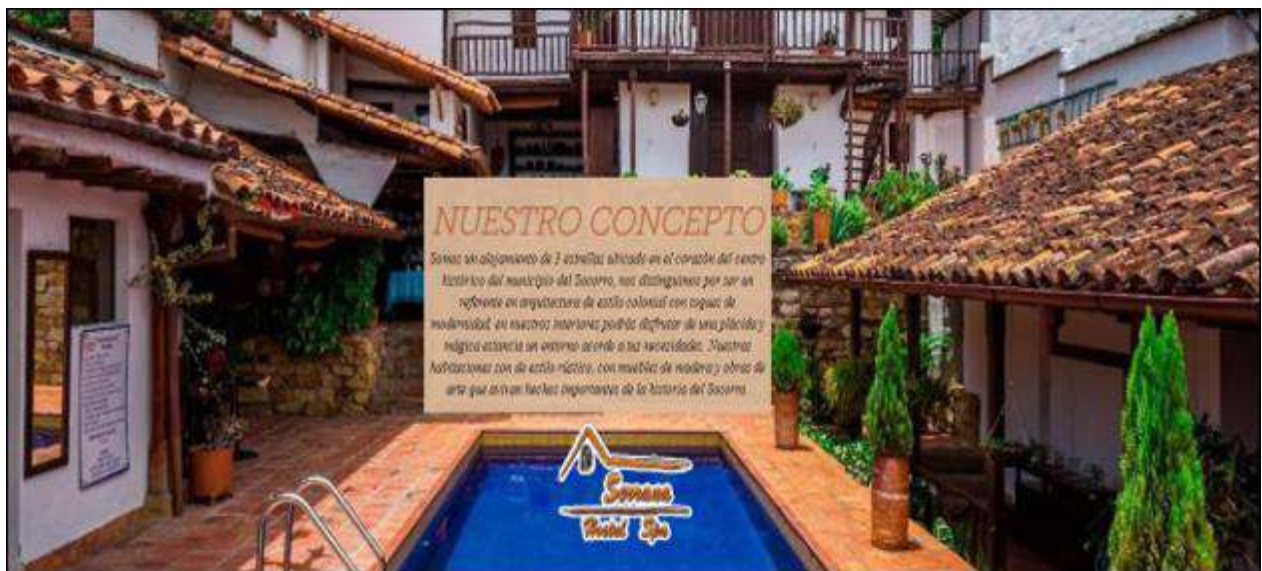 NUESTRO CONCEPTO
Somos un alojamiento de 3 estrellas ubicado en el corazón del centro
histórico del municipio del Socorro, nos distinguimos por ser un
referente en arquitectura de estilo colonial con toques de
modernidad, en nuestros interiores podrás disfrutar de una plácida y
mágica estancia un entorno acorde a tus necesidades. Nuestras
habitaciones son de estilo rústico, con muebles de madera y obras de
arte que avivan hechos importantes de la historia del Socorro
Serrana
Hostel Spa